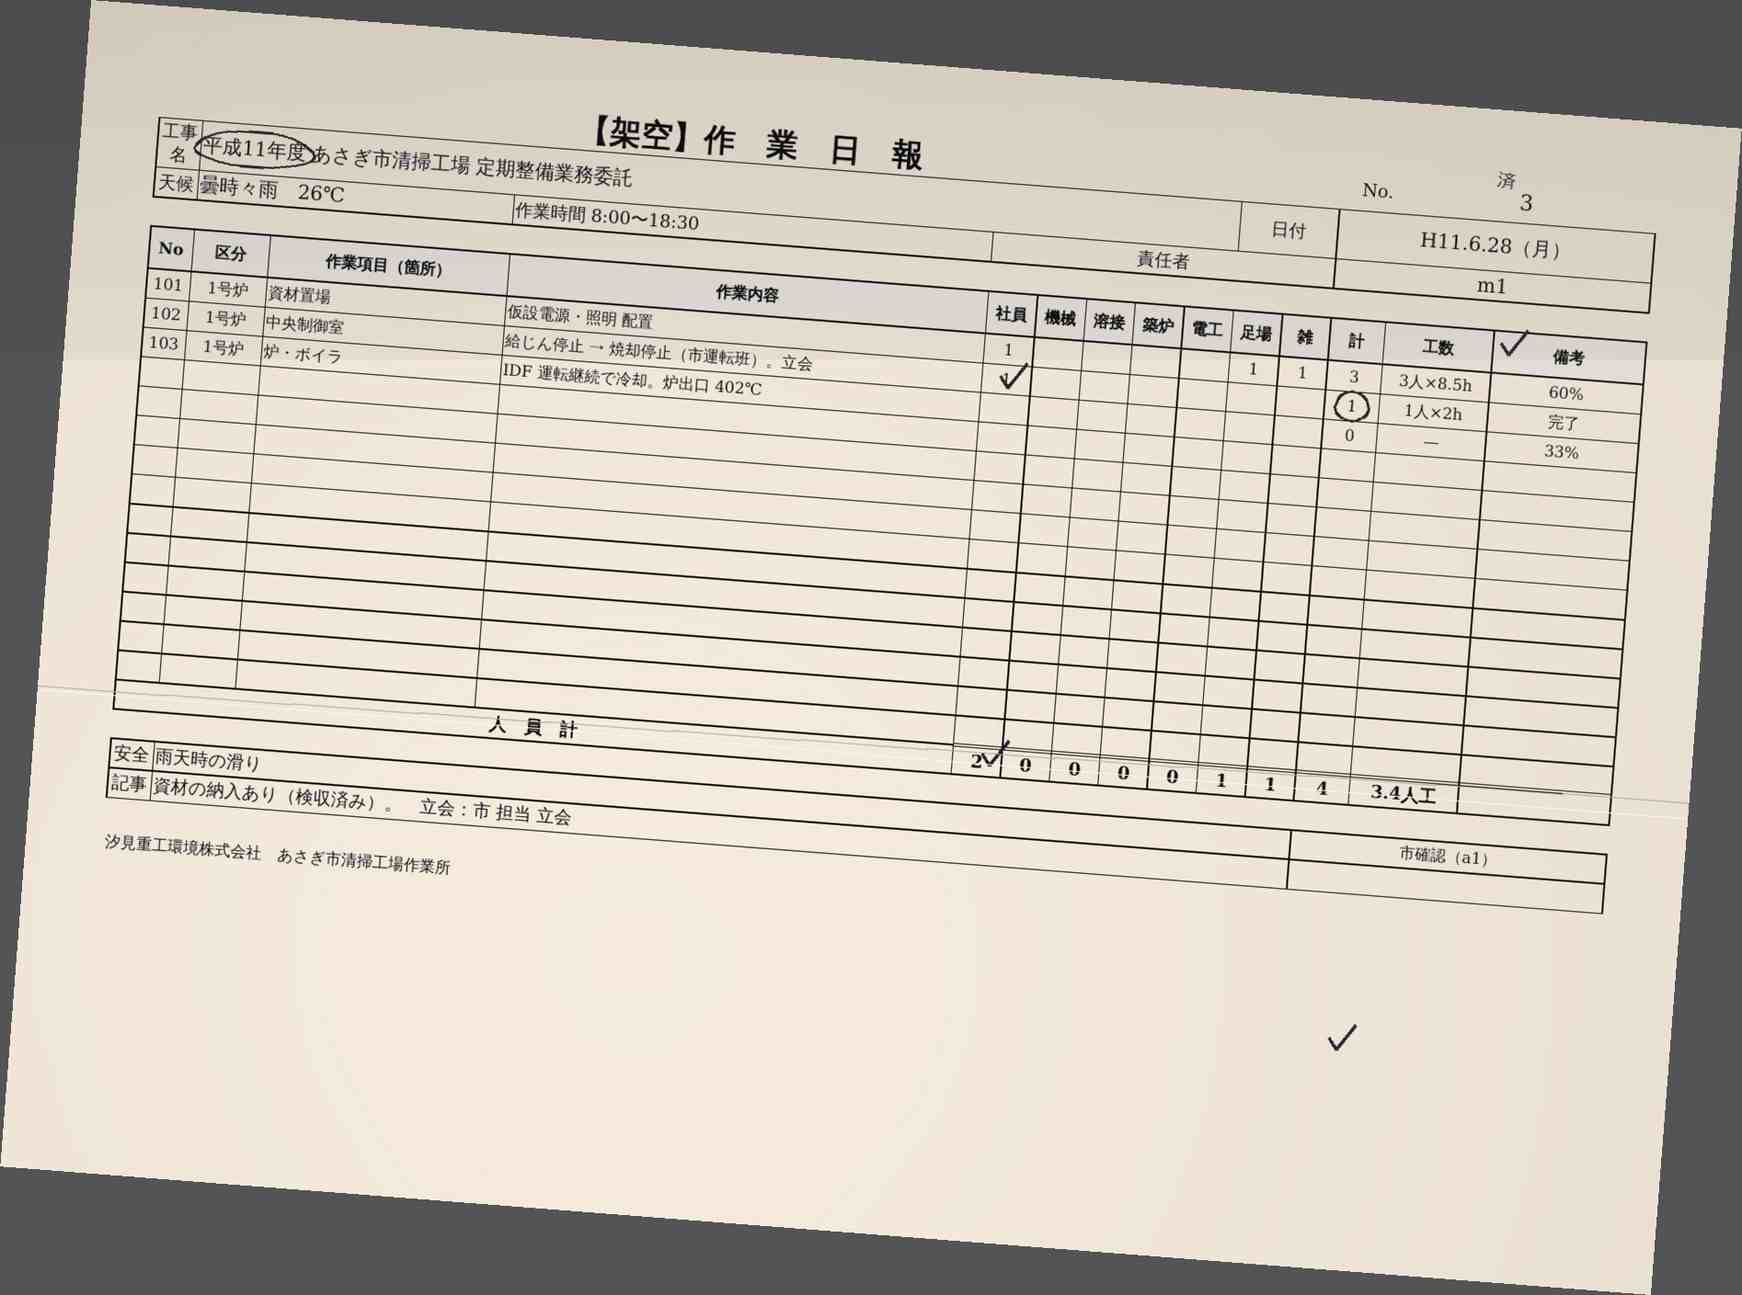 【架空】作 業 日 報
済
No. 3
工事名 平成11年度 あさぎ市清掃工場 定期整備業務委託 日付 H11.6.28（月）
天候 曇時々雨 26℃ 作業時間 8:00〜18:30 責任者 m1
No 区分 作業項目（箇所） 作業内容 社員 機械 溶接 築炉 電工 足場 雑 計 工数 備考
101 1号炉 資材置場 仮設電源・照明 配置 1 1 1 3 3人×8.5h 60%
102 1号炉 中央制御室 給じん停止 → 焼却停止（市運転班）。立会 1 1 1人×2h 完了
103 1号炉 炉・ボイラ IDF 運転継続で冷却。炉出口 402℃ 0 — 33%
人 員 計 2 0 0 0 0 1 1 4 3.4人工
安全 雨天時の滑り 市確認（a1）
記事 資材の納入あり（検収済み）。 立会：市 担当 立会
汐見重工環境株式会社 あさぎ市清掃工場作業所